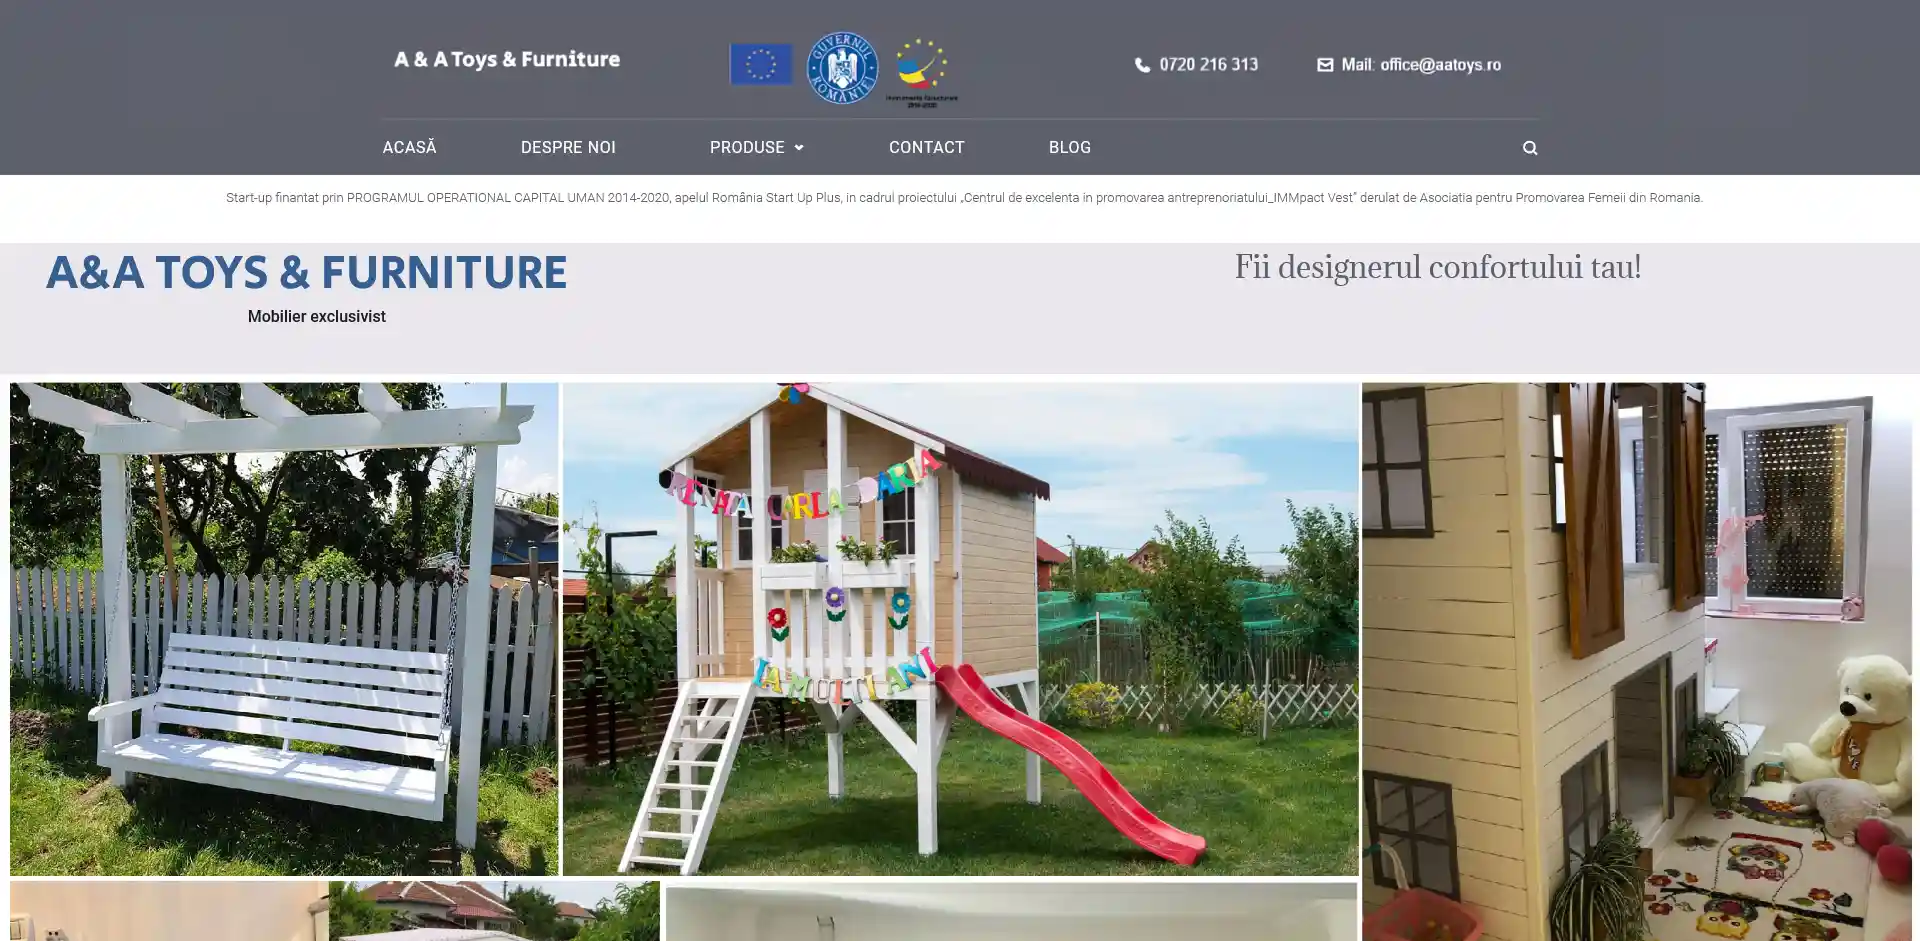 A & A Toys & Furniture
GUVERNUL ROMÂNIEI
Instrumente Structurale
2014-2020
0720 216 313
Mail: office@aatoys.ro
ACASĂ
DESPRE NOI
PRODUSE
CONTACT
BLOG
Start-up finantat prin PROGRAMUL OPERATIONAL CAPITAL UMAN 2014-2020, apelul România Start Up Plus, in cadrul proiectului „Centrul de excelenta in promovarea antreprenoriatului_IMMpact Vest” derulat de Asociatia pentru Promovarea Femeii din Romania.
A&A TOYS & FURNITURE
Fii designerul confortului tau!
Mobilier exclusivist
RENATA CARLA DARIA
LA MULTI ANI